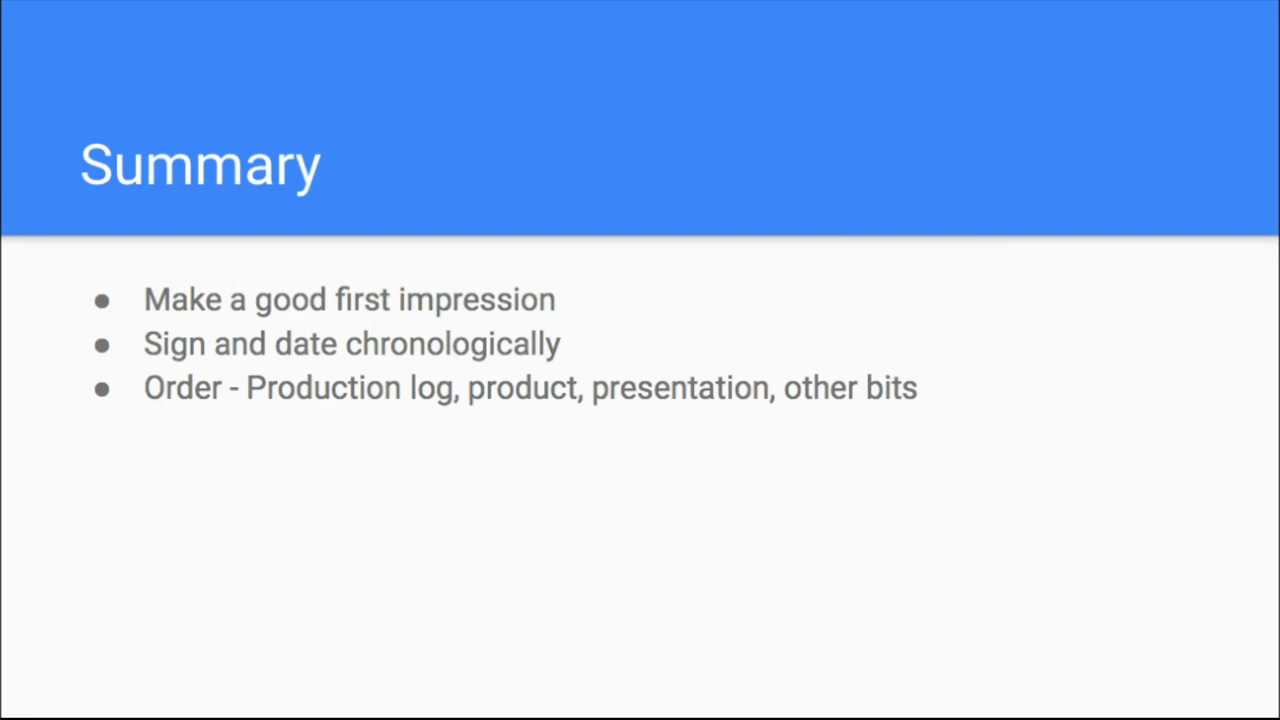 Summary
● Make a good first impression
● Sign and date chronologically
● Order - Production log, product, presentation, other bits